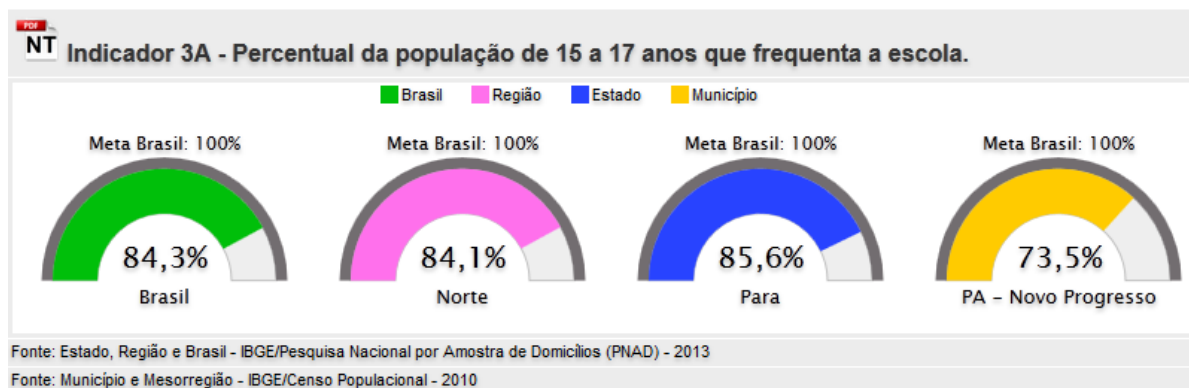 PDF
NT
Indicador 3A - Percentual da população de 15 a 17 anos que frequenta a escola.
Brasil Região Estado Município
Meta Brasil: 100% Meta Brasil: 100% Meta Brasil: 100% Meta Brasil: 100%
84,3% 84,1% 85,6% 73,5%
Brasil Norte Para PA – Novo Progresso
Fonte: Estado, Região e Brasil - IBGE/Pesquisa Nacional por Amostra de Domicílios (PNAD) - 2013
Fonte: Município e Mesorregião - IBGE/Censo Populacional - 2010